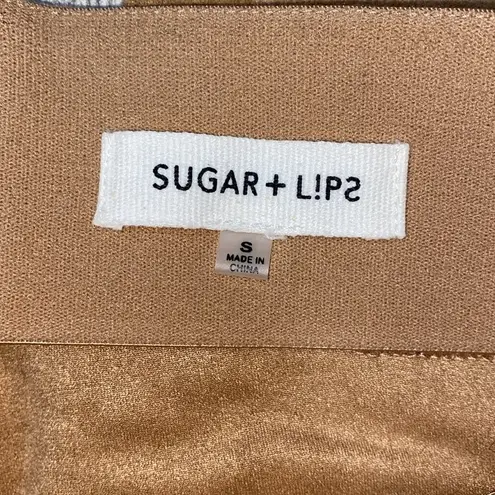 SUGAR + L!PS
S
MADE IN
CHINA